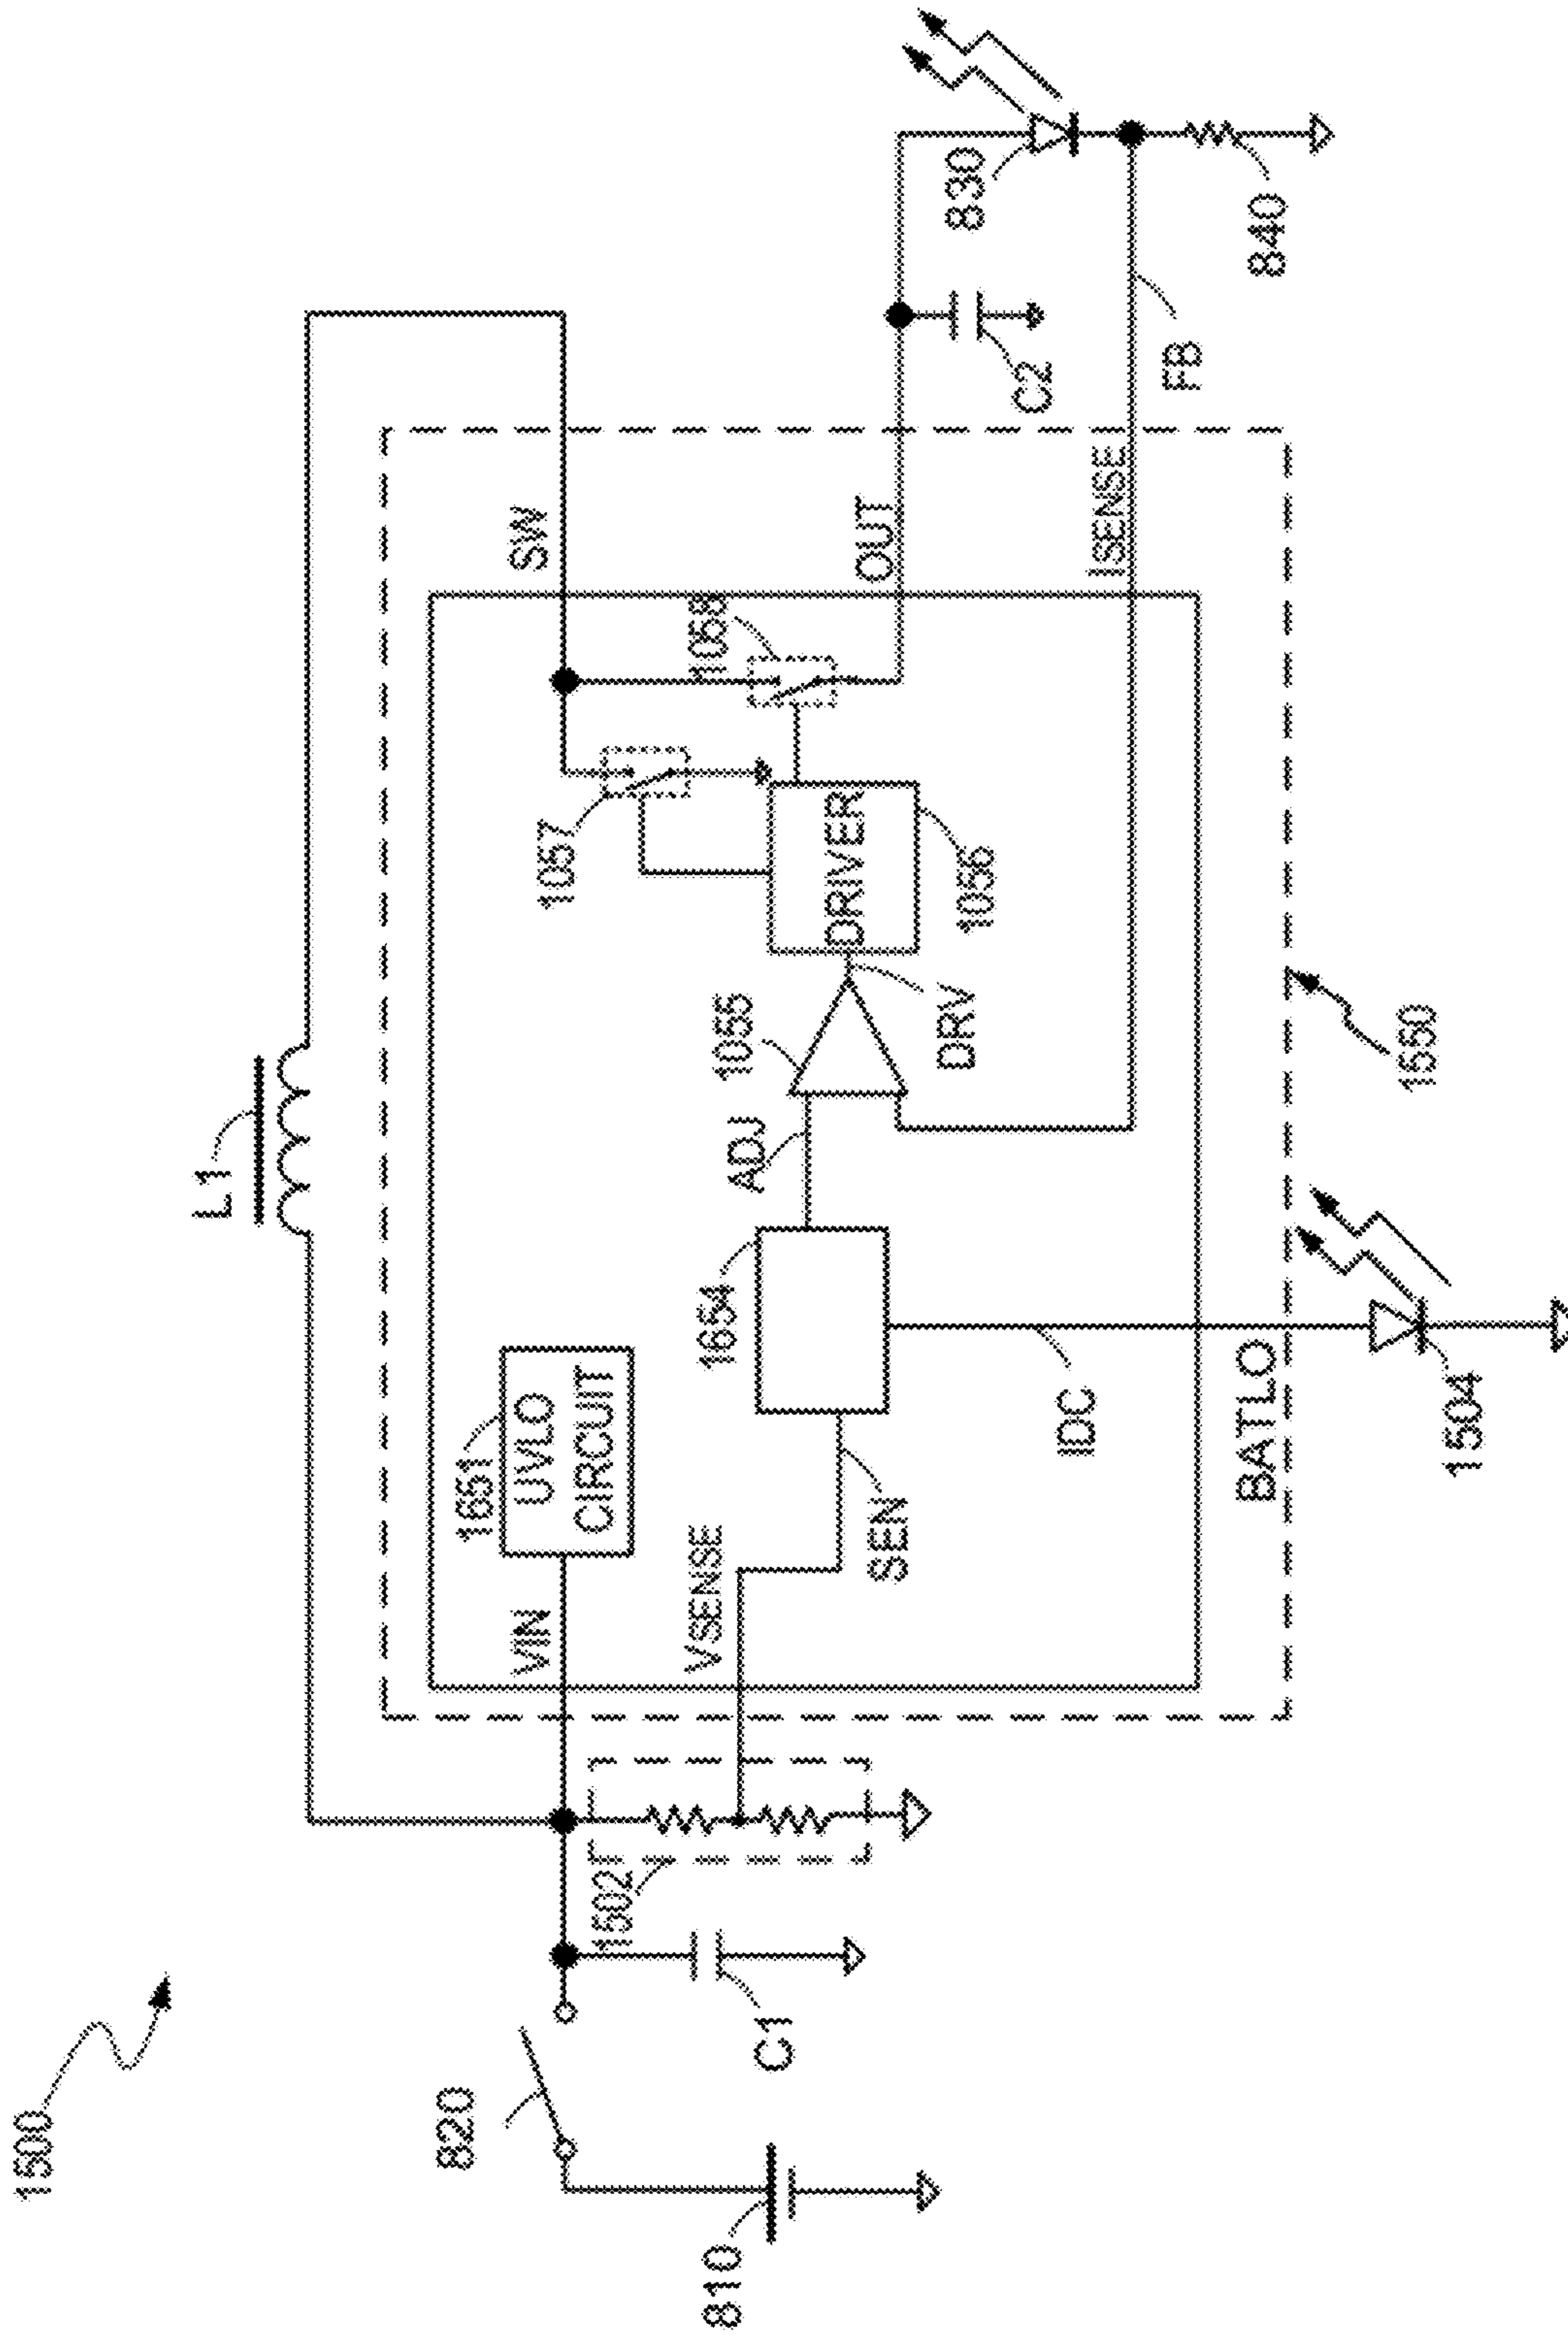 1500
L1
820
810
C1
1502
VIN
1651
UVLO
CIRCUIT
VSENSE
SEN
1654
IDC
BATLO
1504
ADJ
1055
DRV
DRIVER
1056
1057
1058
SW
OUT
ISENSE
1550
C2
FB
830
840